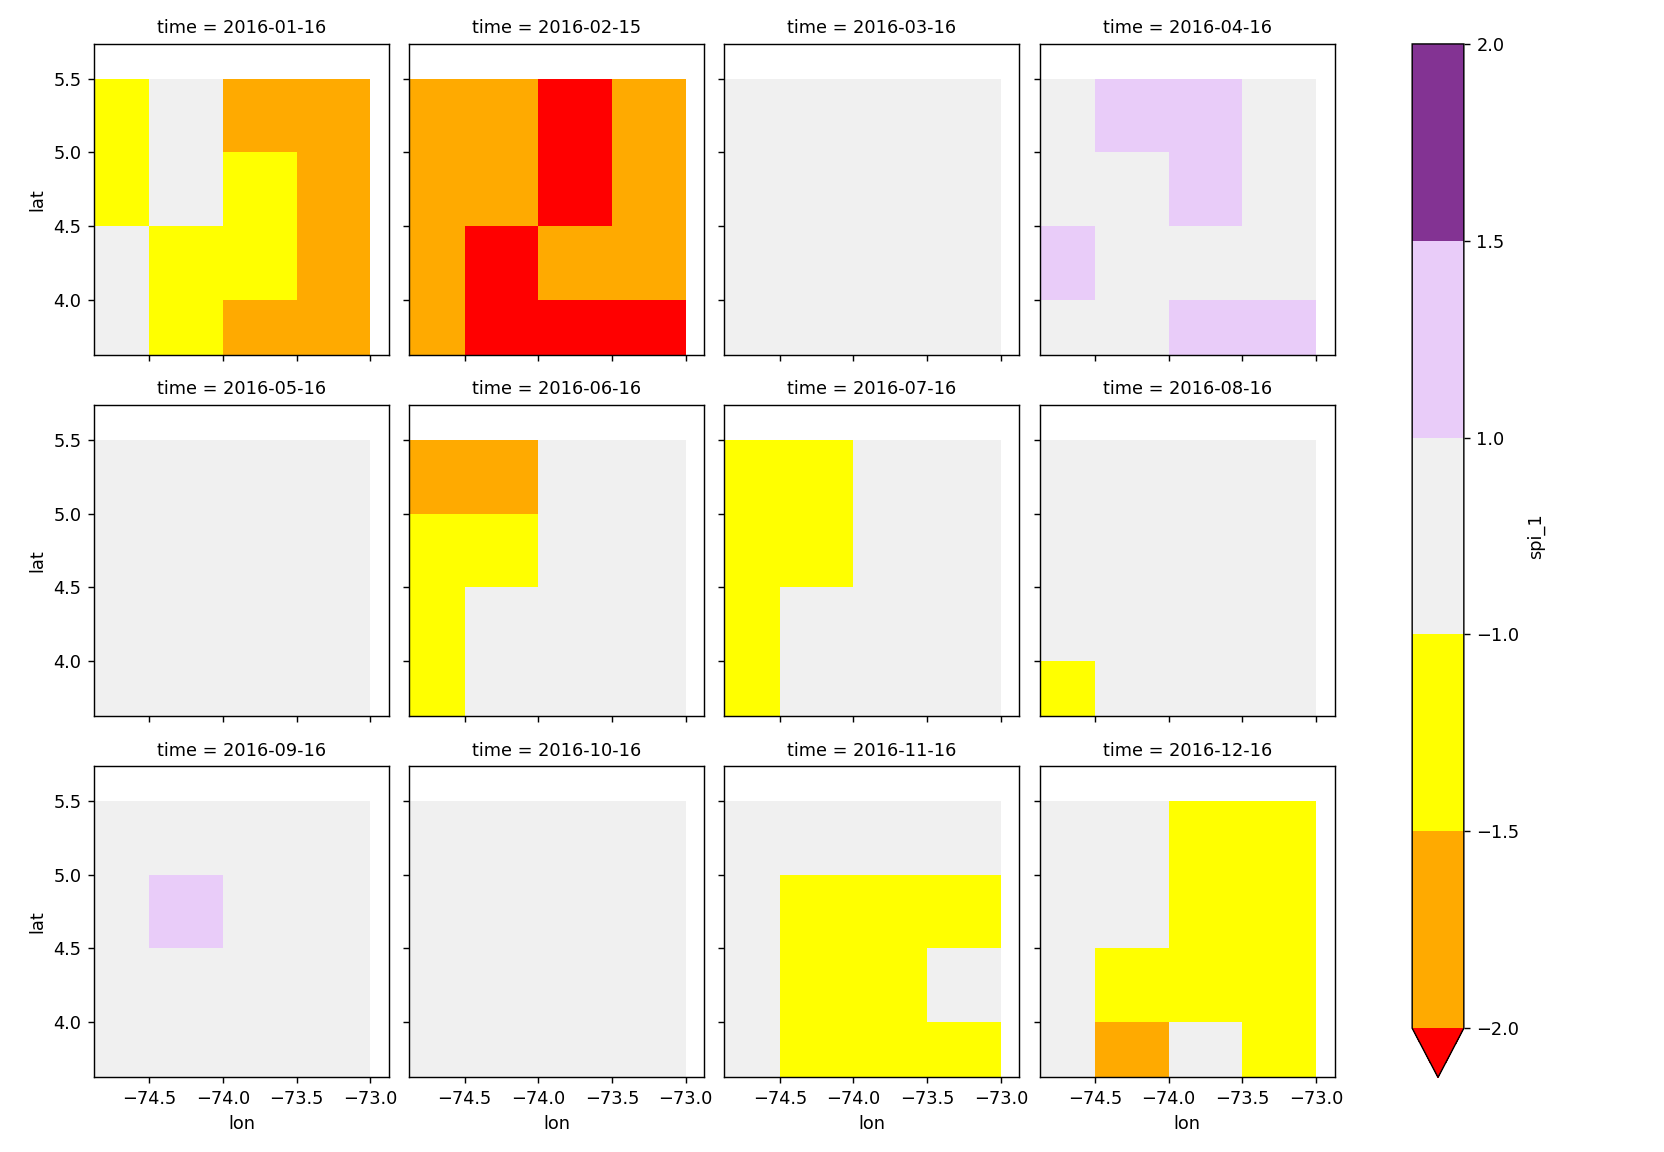 time = 2016-01-16
time = 2016-02-15
time = 2016-03-16
time = 2016-04-16
5.5
5.0
4.5
4.0
lat
time = 2016-05-16
time = 2016-06-16
time = 2016-07-16
time = 2016-08-16
5.5
5.0
4.5
4.0
lat
time = 2016-09-16
time = 2016-10-16
time = 2016-11-16
time = 2016-12-16
5.5
5.0
4.5
4.0
lat
−74.5 −74.0 −73.5 −73.0
lon
−74.5 −74.0 −73.5 −73.0
lon
−74.5 −74.0 −73.5 −73.0
lon
−74.5 −74.0 −73.5 −73.0
lon
2.0
1.5
1.0
−1.0
−1.5
−2.0
spi_1